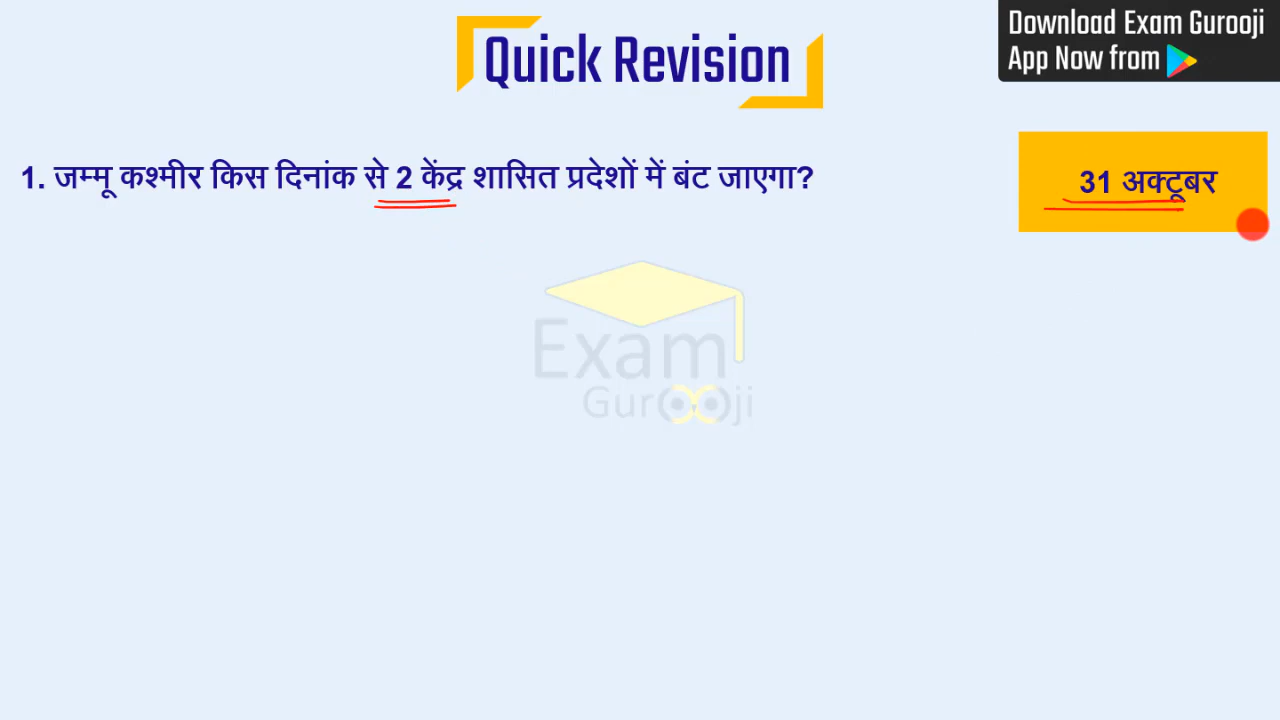 Quick Revision
Download Exam Gurooji
App Now from
1. जम्मू कश्मीर किस दिनांक से 2 केंद्र शासित प्रदेशों में बंट जाएगा?
31 अक्टूबर
Exam
Gurooji